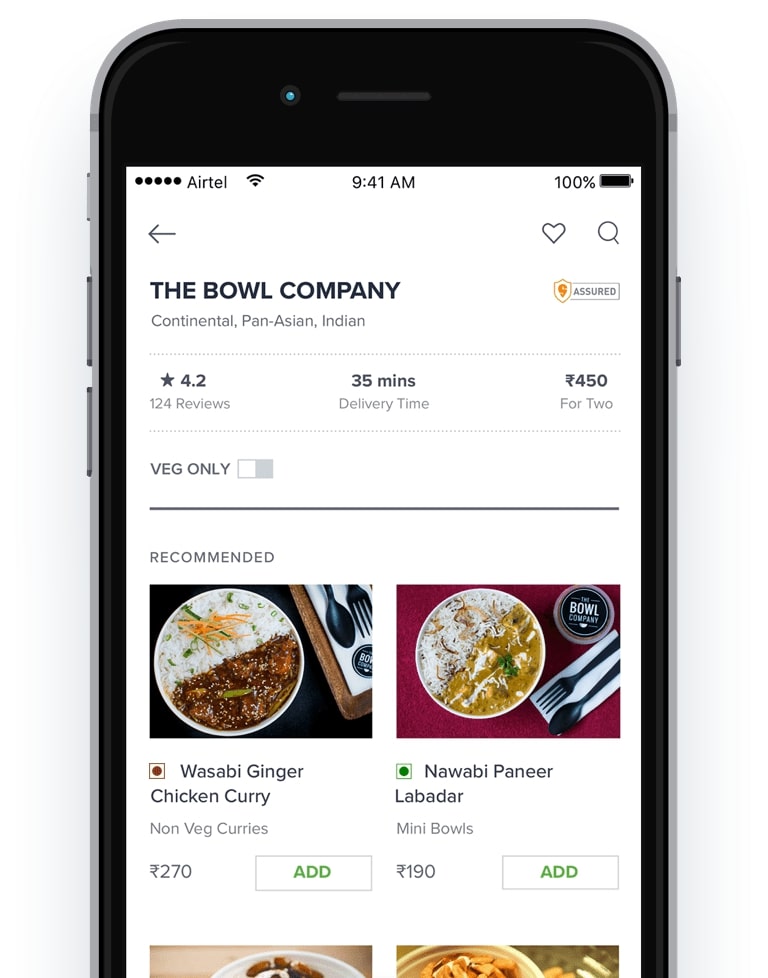 Airtel 9:41 AM 100%
THE BOWL COMPANY
ASSURED
Continental, Pan-Asian, Indian
★ 4.2 35 mins ₹450
124 Reviews Delivery Time For Two
VEG ONLY
RECOMMENDED
THE
BOWL
COMPANY
Wasabi Ginger
Chicken Curry
Non Veg Curries
₹270 ADD
Nawabi Paneer
Labadar
Mini Bowls
₹190 ADD